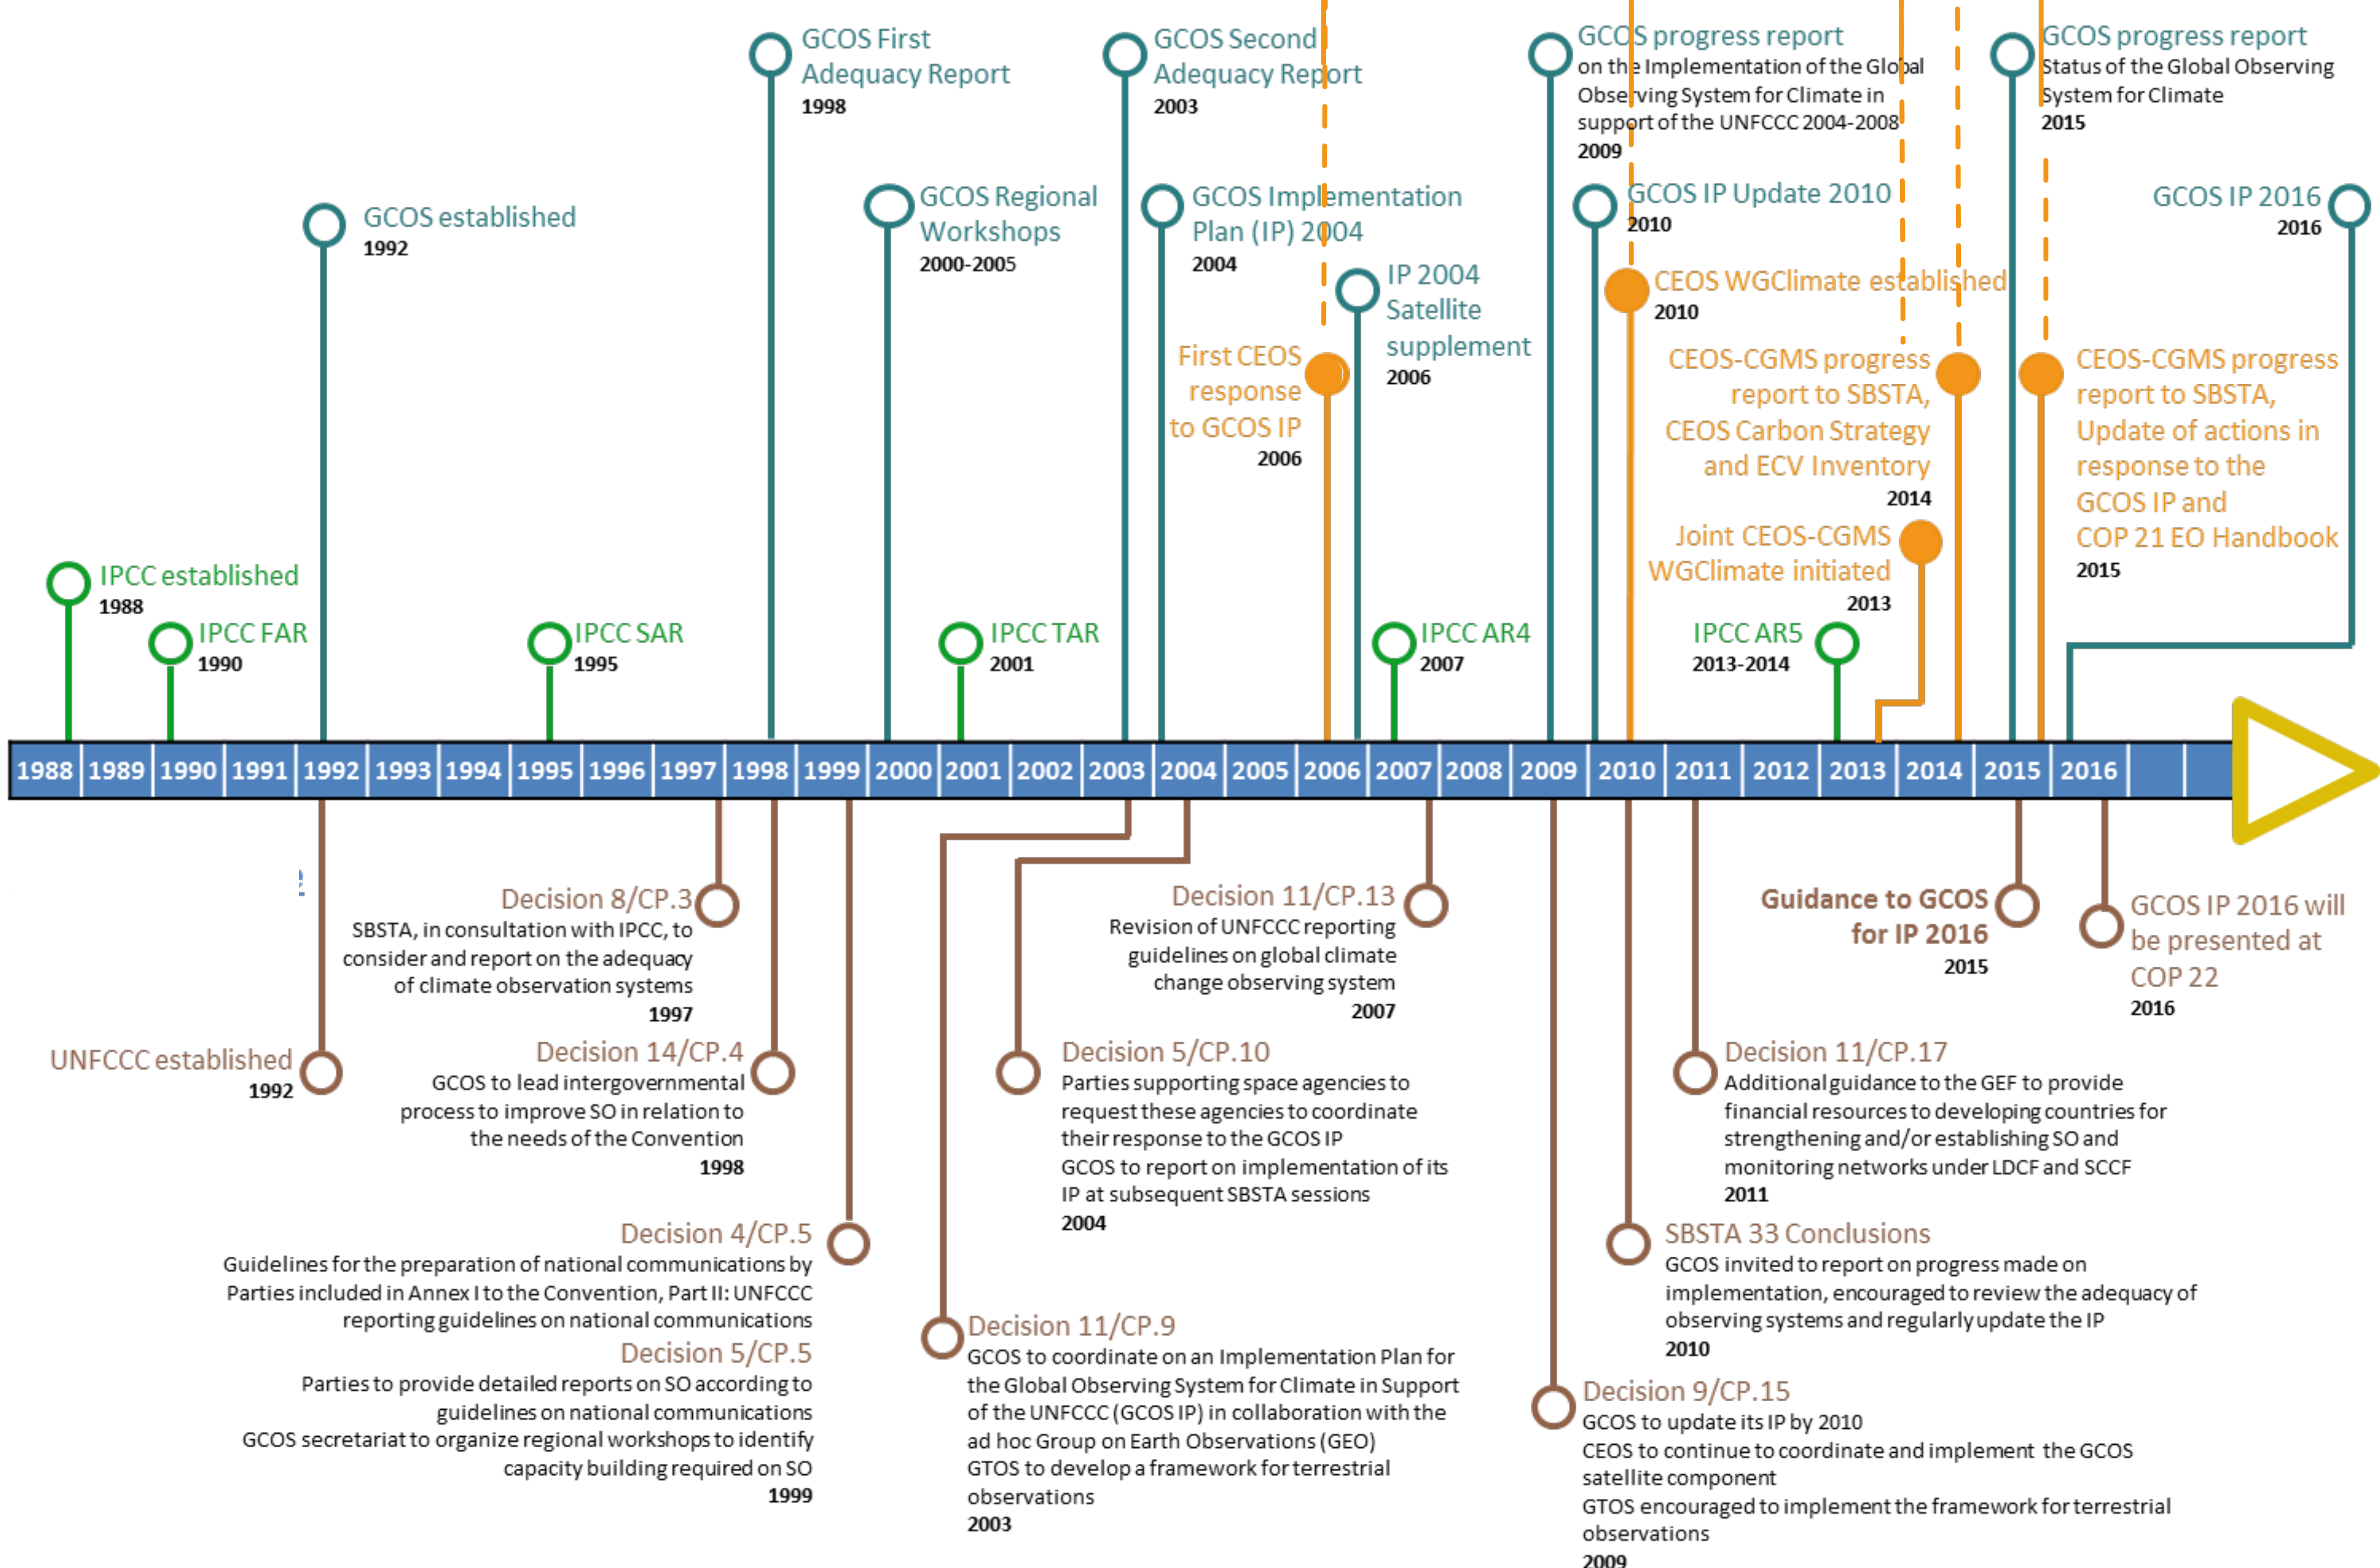 GCOS First
Adequacy Report
1998
GCOS Second
Adequacy Report
2003
GCOS progress report
on the Implementation of the Global
Observing System for Climate in
support of the UNFCCC 2004-2008
2009
GCOS progress report
Status of the Global Observing
System for Climate
2015
GCOS established
1992
GCOS Regional
Workshops
2000-2005
GCOS Implementation
Plan (IP) 2004
2004
GCOS IP Update 2010
2010
GCOS IP 2016
2016
IP 2004
Satellite
supplement
2006
CEOS WGClimate established
2010
First CEOS
response
to GCOS IP
2006
CEOS-CGMS progress
report to SBSTA,
CEOS Carbon Strategy
and ECV Inventory
2014
CEOS-CGMS progress
report to SBSTA,
Update of actions in
response to the
GCOS IP and
COP 21 EO Handbook
2015
Joint CEOS-CGMS
WGClimate initiated
2013
IPCC established
1988
IPCC FAR
1990
IPCC SAR
1995
IPCC TAR
2001
IPCC AR4
2007
IPCC AR5
2013-2014
1988 1989 1990 1991 1992 1993 1994 1995 1996 1997 1998 1999 2000 2001 2002 2003 2004 2005 2006 2007 2008 2009 2010 2011 2012 2013 2014 2015 2016
Decision 8/CP.3
SBSTA, in consultation with IPCC, to
consider and report on the adequacy
of climate observation systems
1997
Decision 11/CP.13
Revision of UNFCCC reporting
guidelines on global climate
change observing system
2007
Guidance to GCOS
for IP 2016
2015
GCOS IP 2016 will
be presented at
COP 22
2016
UNFCCC established
1992
Decision 14/CP.4
GCOS to lead intergovernmental
process to improve SO in relation to
the needs of the Convention
1998
Decision 5/CP.10
Parties supporting space agencies to
request these agencies to coordinate
their response to the GCOS IP
GCOS to report on implementation of its
IP at subsequent SBSTA sessions
2004
Decision 11/CP.17
Additional guidance to the GEF to provide
financial resources to developing countries for
strengthening and/or establishing SO and
monitoring networks under LDCF and SCCF
2011
Decision 4/CP.5
Guidelines for the preparation of national communications by
Parties included in Annex I to the Convention, Part II: UNFCCC
reporting guidelines on national communications
Decision 5/CP.5
Parties to provide detailed reports on SO according to
guidelines on national communications
GCOS secretariat to organize regional workshops to identify
capacity building required on SO
1999
Decision 11/CP.9
GCOS to coordinate on an Implementation Plan for
the Global Observing System for Climate in Support
of the UNFCCC (GCOS IP) in collaboration with the
ad hoc Group on Earth Observations (GEO)
GTOS to develop a framework for terrestrial
observations
2003
SBSTA 33 Conclusions
GCOS invited to report on progress made on
implementation, encouraged to review the adequacy of
observing systems and regularly update the IP
2010
Decision 9/CP.15
GCOS to update its IP by 2010
CEOS to continue to coordinate and implement the GCOS
satellite component
GTOS encouraged to implement the framework for terrestrial
observations
2009